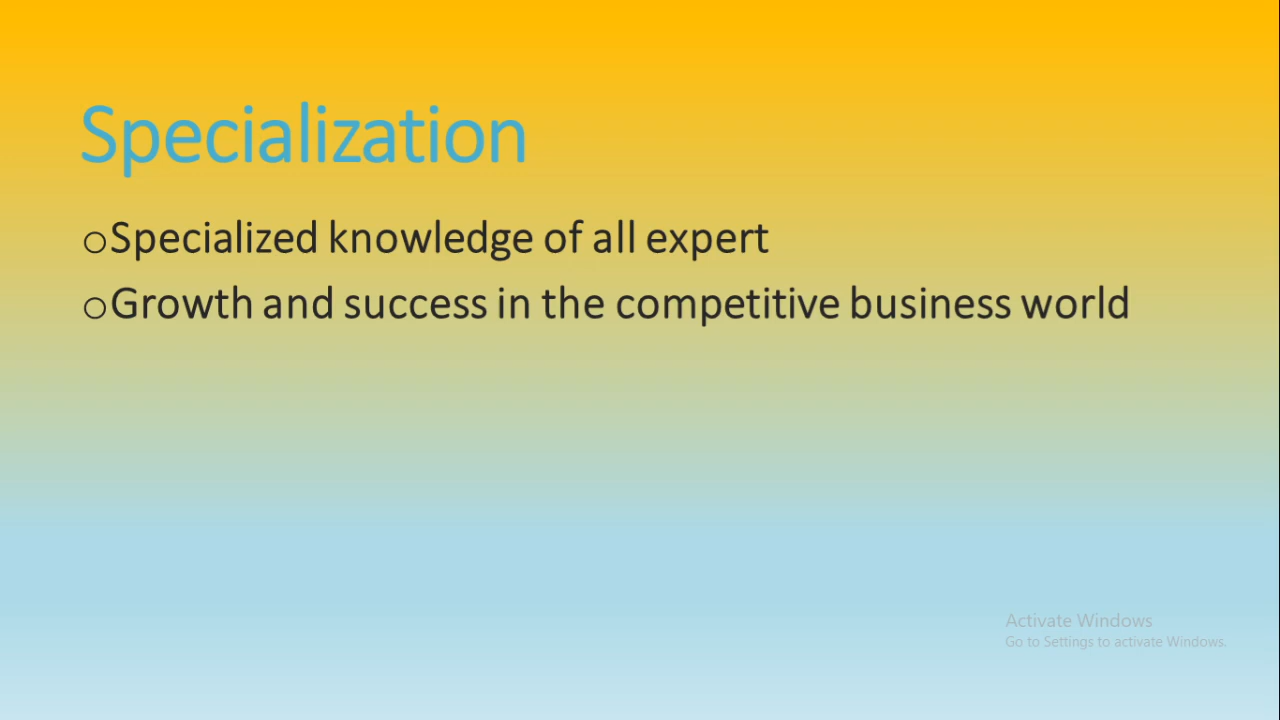 Specialization
oSpecialized knowledge of all expert
oGrowth and success in the competitive business world
Activate Windows
Go to Settings to activate Windows.